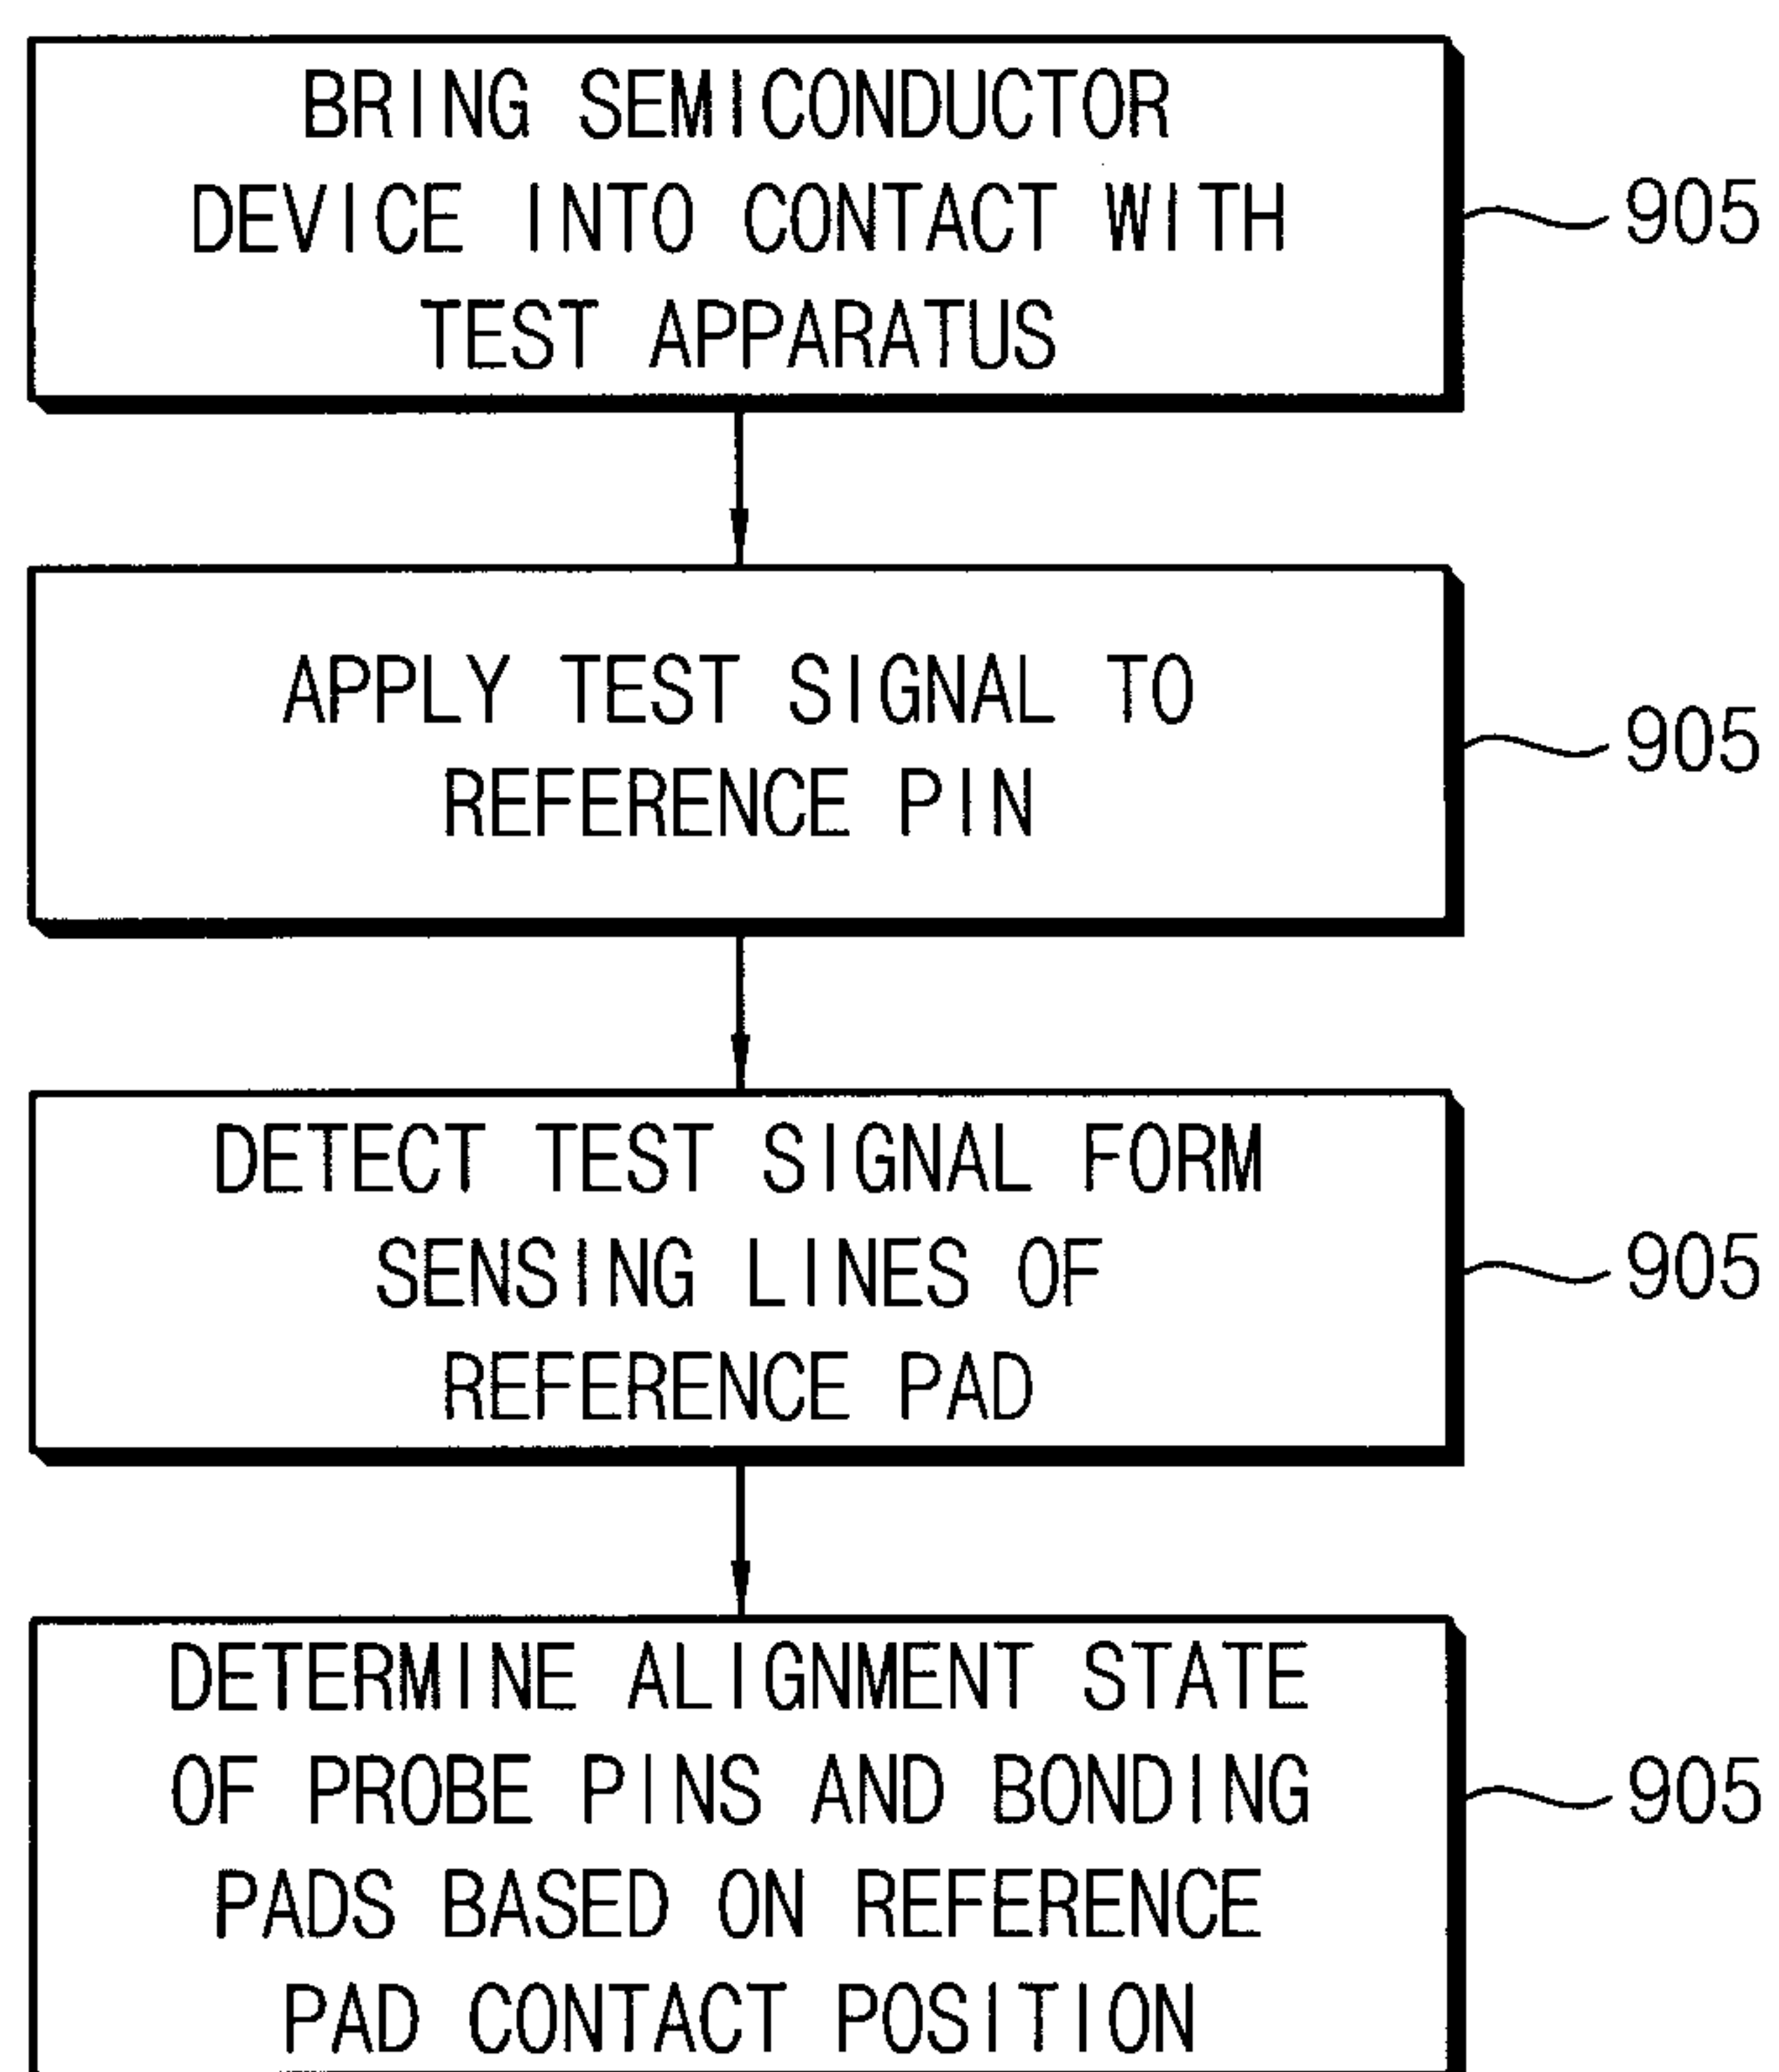 BRING SEMICONDUCTOR
DEVICE INTO CONTACT WITH
TEST APPARATUS
905
APPLY TEST SIGNAL TO
REFERENCE PIN
905
DETECT TEST SIGNAL FORM
SENSING LINES OF
REFERENCE PAD
905
DETERMINE ALIGNMENT STATE
OF PROBE PINS AND BONDING
PADS BASED ON REFERENCE
PAD CONTACT POSITION
905